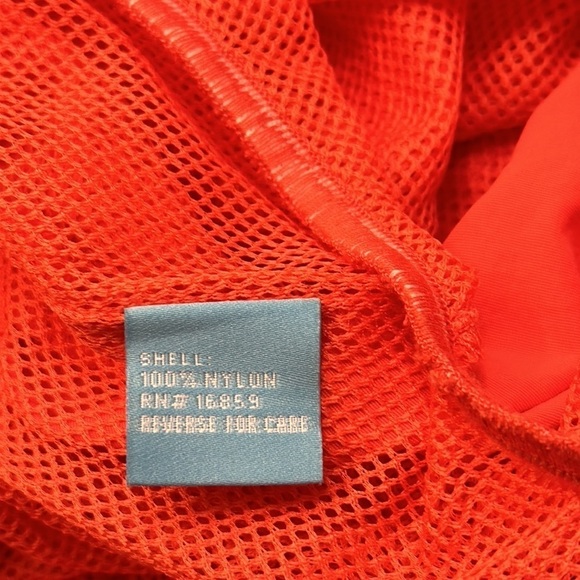 SHELL:
100% NYLON
RN# 16859
REVERSE FOR CARE